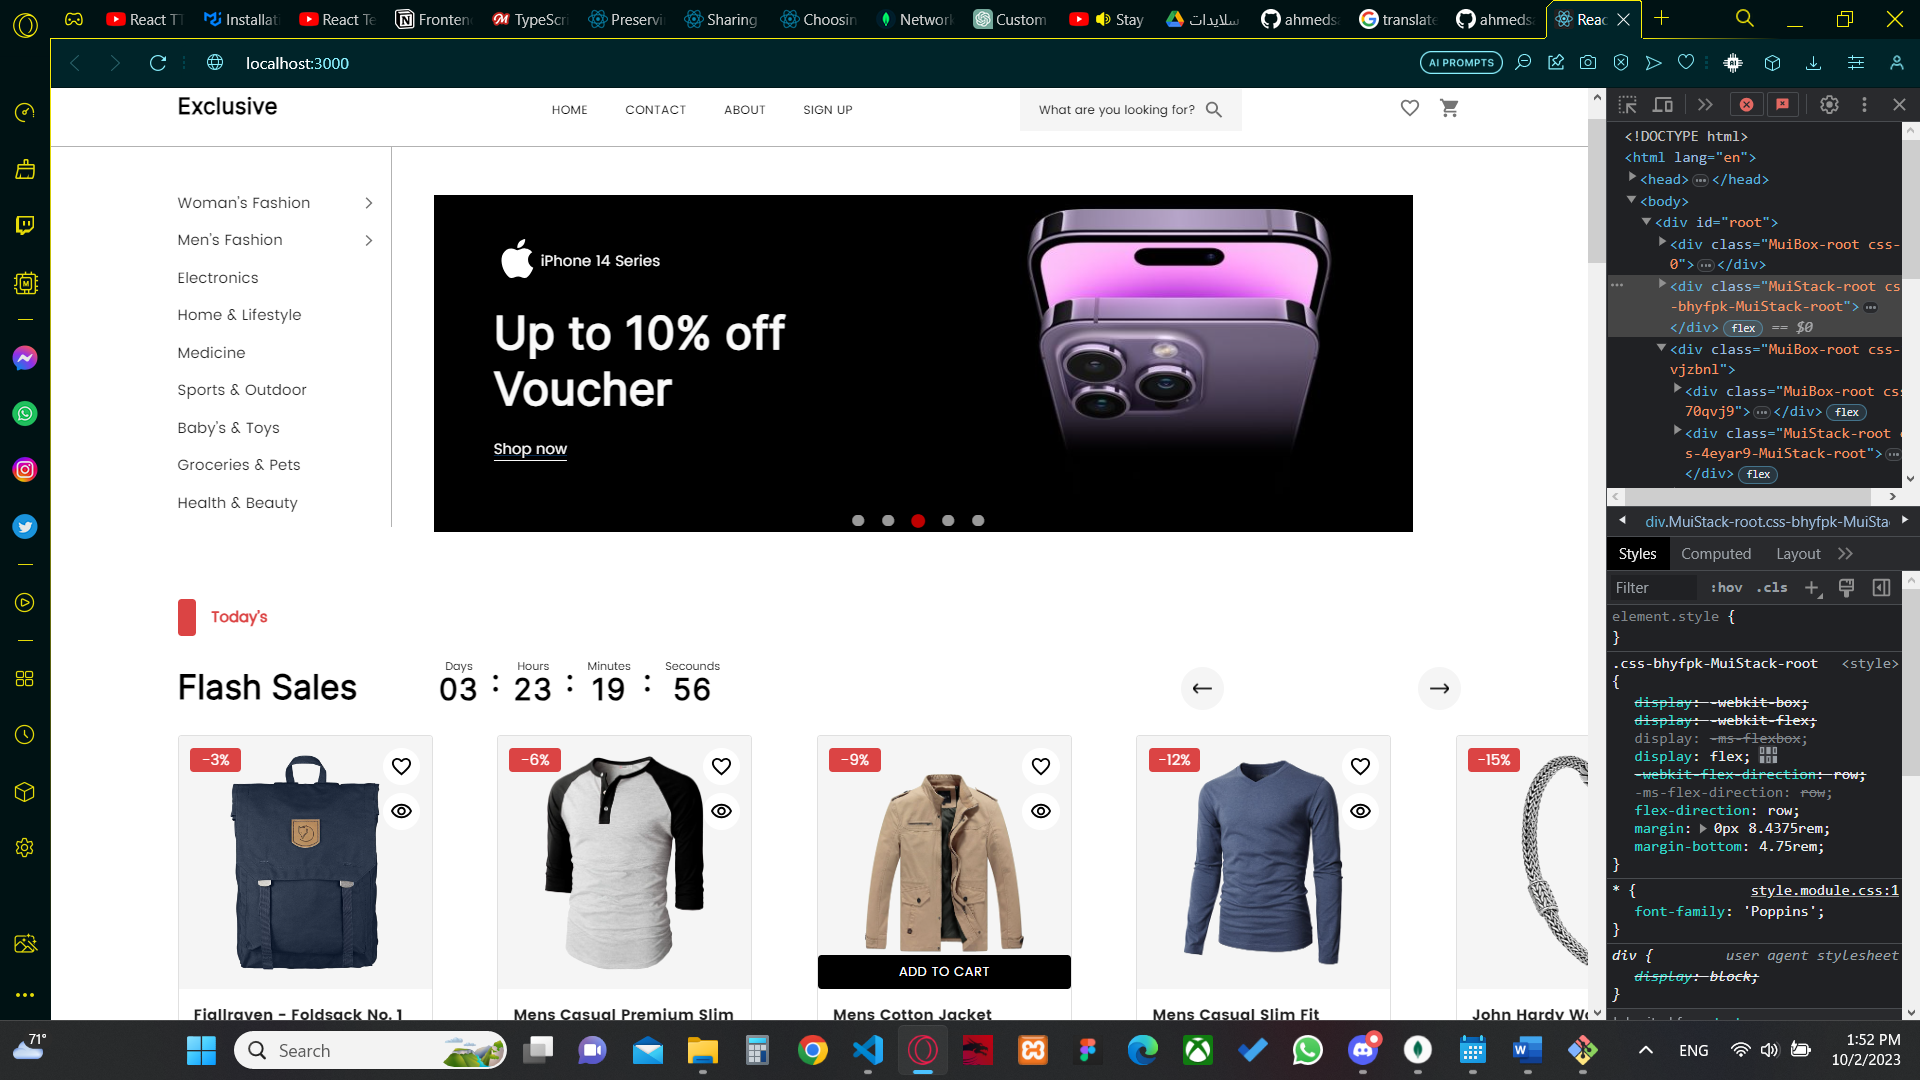 React TT
Installat
React Te
Fronten
TypeScri
Preservi
Sharing
Choosin
Network
Custom
Stay
سلايدات
ahmedsa
translate
ahmedsa
Reac
localhost:3000
AI PROMPTS
Exclusive
HOME
CONTACT
ABOUT
SIGN UP
What are you looking for?
Woman's Fashion
Men's Fashion
Electronics
Home & Lifestyle
Medicine
Sports & Outdoor
Baby's & Toys
Groceries & Pets
Health & Beauty
iPhone 14 Series
Up to 10% off
Voucher
Shop now
Today's
Flash Sales
Days Hours Minutes Secounds
03 : 23 : 19 : 56
-3%
-6%
-9%
-12%
-15%
ADD TO CART
Fjallraven - Foldsack No. 1
Mens Casual Premium Slim
Mens Cotton Jacket
Mens Casual Slim Fit
John Hardy Wo
<!DOCTYPE html>
<html lang="en">
<head> ••• </head>
<body>
<div id="root">
<div class="MuiBox-root css-
0"> ••• </div>
<div class="MuiStack-root cs
-bhyfpk-MuiStack-root"> •••
</div> flex == $0
<div class="MuiBox-root css-
vjzbnl">
<div class="MuiBox-root cs
70qvj9"> ••• </div> flex
<div class="MuiStack-root
s-4eyar9-MuiStack-root"> •••
</div> flex
div.MuiStack-root.css-bhyfpk-MuiSta
Styles Computed Layout
Filter :hov .cls
element.style {
}
.css-bhyfpk-MuiStack-root <style>
{
display: -webkit-box;
display: -webkit-flex;
display: -ms-flexbox;
display: flex;
-webkit-flex-direction: row;
-ms-flex-direction: row;
flex-direction: row;
margin: 0px 8.4375rem;
margin-bottom: 4.75rem;
}
* { style.module.css:1
font-family: 'Poppins';
}
div { user agent stylesheet
display: block;
}
71°
Search
ENG
1:52 PM
10/2/2023